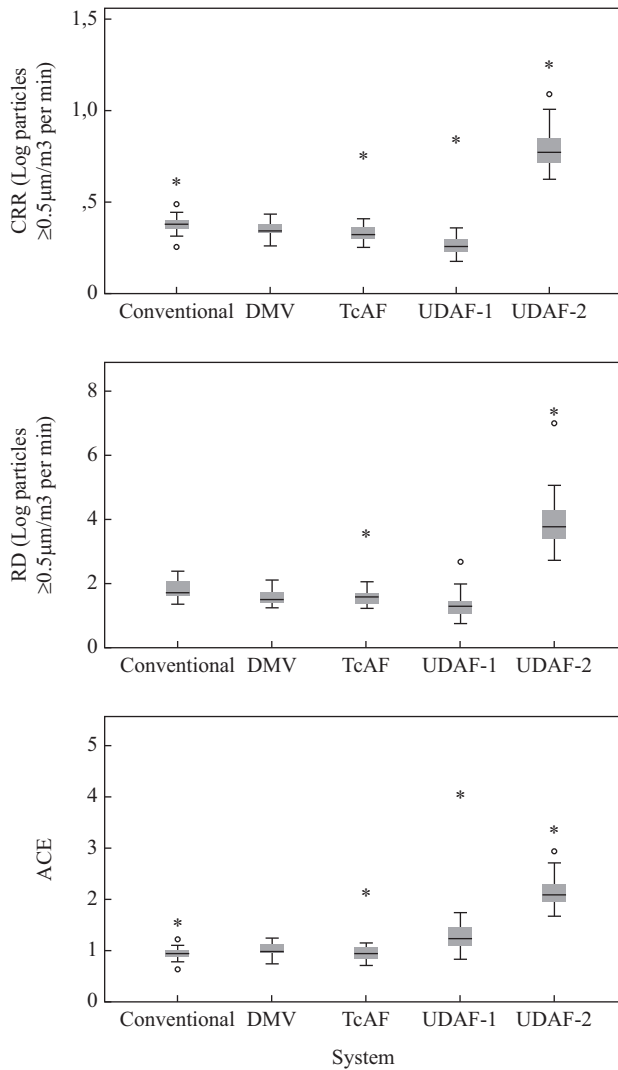 CRR (Log particles
≥0.5µm/m3 per min)
1,5
1,0
,5
0
Conventional DMV TcAF UDAF-1 UDAF-2
RD (Log particles
≥0.5µm/m3 per min)
8
6
4
2
0
Conventional DMV TcAF UDAF-1 UDAF-2
ACE
5
4
3
2
1
0
Conventional DMV TcAF UDAF-1 UDAF-2
System